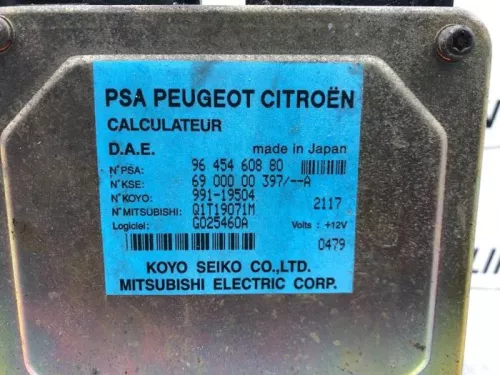 PSA PEUGEOT CITROËN
CALCULATEUR
D.A.E. made in Japan
N°PSA: 96 454 608 80
N°KSE: 69 000 00 397/--A
N°KOYO: 991-19504
N°MITSUBISHI: Q1T19071M 2117
Logiciel: G025460A Volts : +12V
0479
KOYO SEIKO CO.,LTD.
MITSUBISHI ELECTRIC CORP.